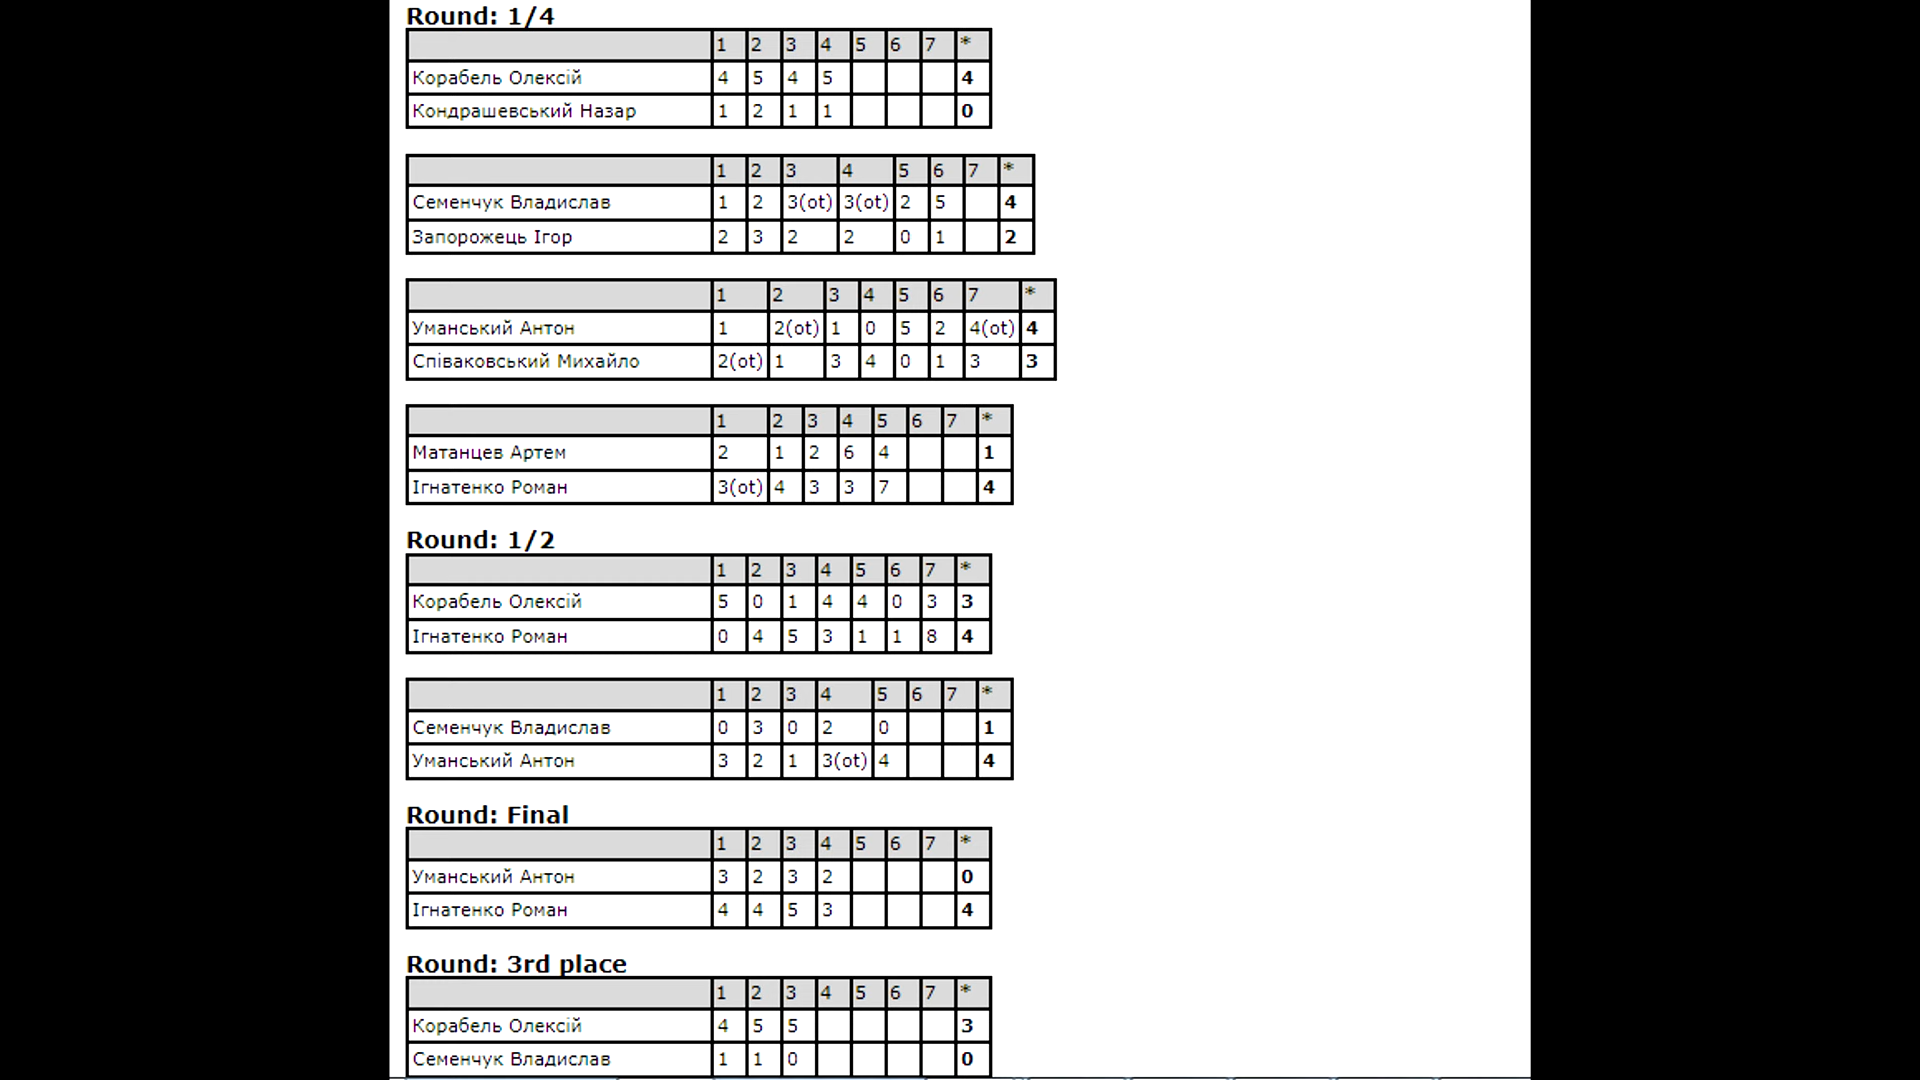 Round: 1/4
1 2 3 4 5 6 7 *
Корабель Олексій 4 5 4 5 4
Кондрашевський Назар 1 2 1 1 0
1 2 3 4 5 6 7 *
Семенчук Владислав 1 2 3(ot) 3(ot) 2 5 4
Запорожець Ігор 2 3 2 2 0 1 2
1 2 3 4 5 6 7 *
Уманський Антон 1 2(ot) 1 0 5 2 4(ot) 4
Співаковський Михайло 2(ot) 1 3 4 0 1 3 3
1 2 3 4 5 6 7 *
Матанцев Артем 2 1 2 6 4 1
Ігнатенко Роман 3(ot) 4 3 3 7 4
Round: 1/2
1 2 3 4 5 6 7 *
Корабель Олексій 5 0 1 4 4 0 3 3
Ігнатенко Роман 0 4 5 3 1 1 8 4
1 2 3 4 5 6 7 *
Семенчук Владислав 0 3 0 2 0 1
Уманський Антон 3 2 1 3(ot) 4 4
Round: Final
1 2 3 4 5 6 7 *
Уманський Антон 3 2 3 2 0
Ігнатенко Роман 4 4 5 3 4
Round: 3rd place
1 2 3 4 5 6 7 *
Корабель Олексій 4 5 5 3
Семенчук Владислав 1 1 0 0